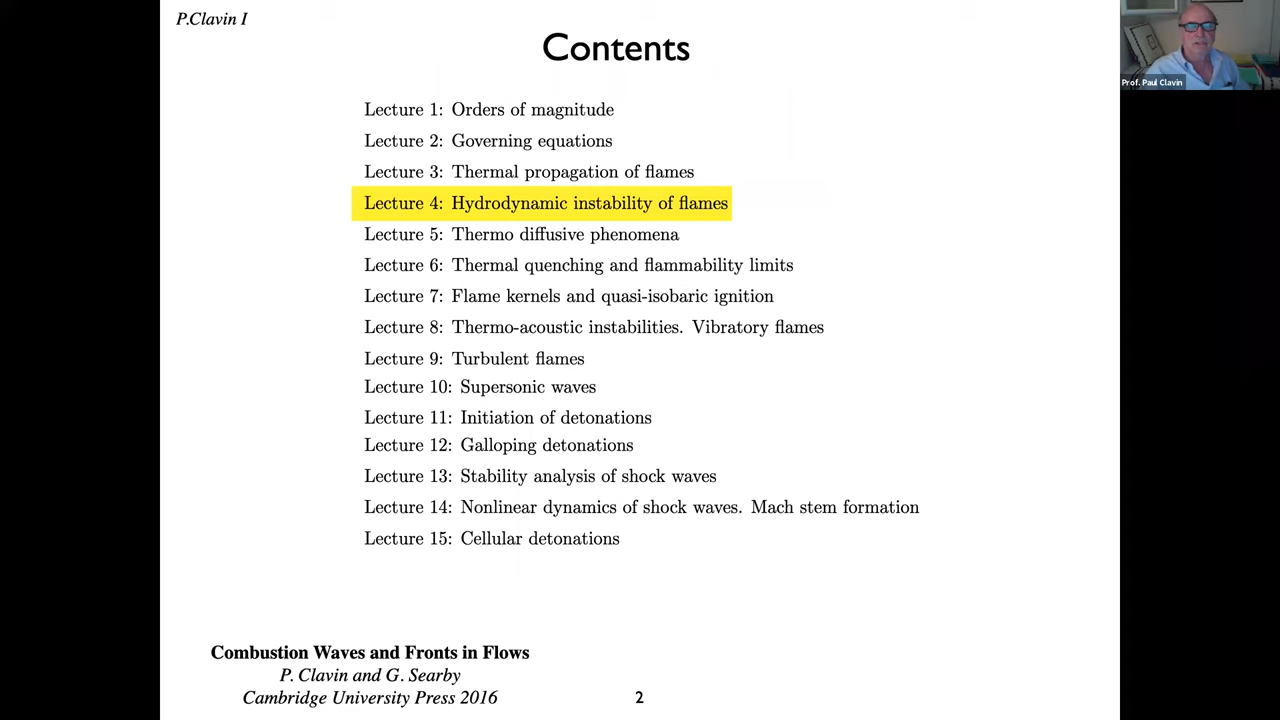 P.Clavin I
Contents
Prof. Paul Clavin
Lecture 1: Orders of magnitude
Lecture 2: Governing equations
Lecture 3: Thermal propagation of flames
Lecture 4: Hydrodynamic instability of flames
Lecture 5: Thermo diffusive phenomena
Lecture 6: Thermal quenching and flammability limits
Lecture 7: Flame kernels and quasi-isobaric ignition
Lecture 8: Thermo-acoustic instabilities. Vibratory flames
Lecture 9: Turbulent flames
Lecture 10: Supersonic waves
Lecture 11: Initiation of detonations
Lecture 12: Galloping detonations
Lecture 13: Stability analysis of shock waves
Lecture 14: Nonlinear dynamics of shock waves. Mach stem formation
Lecture 15: Cellular detonations
Combustion Waves and Fronts in Flows
P. Clavin and G. Searby
Cambridge University Press 2016
2